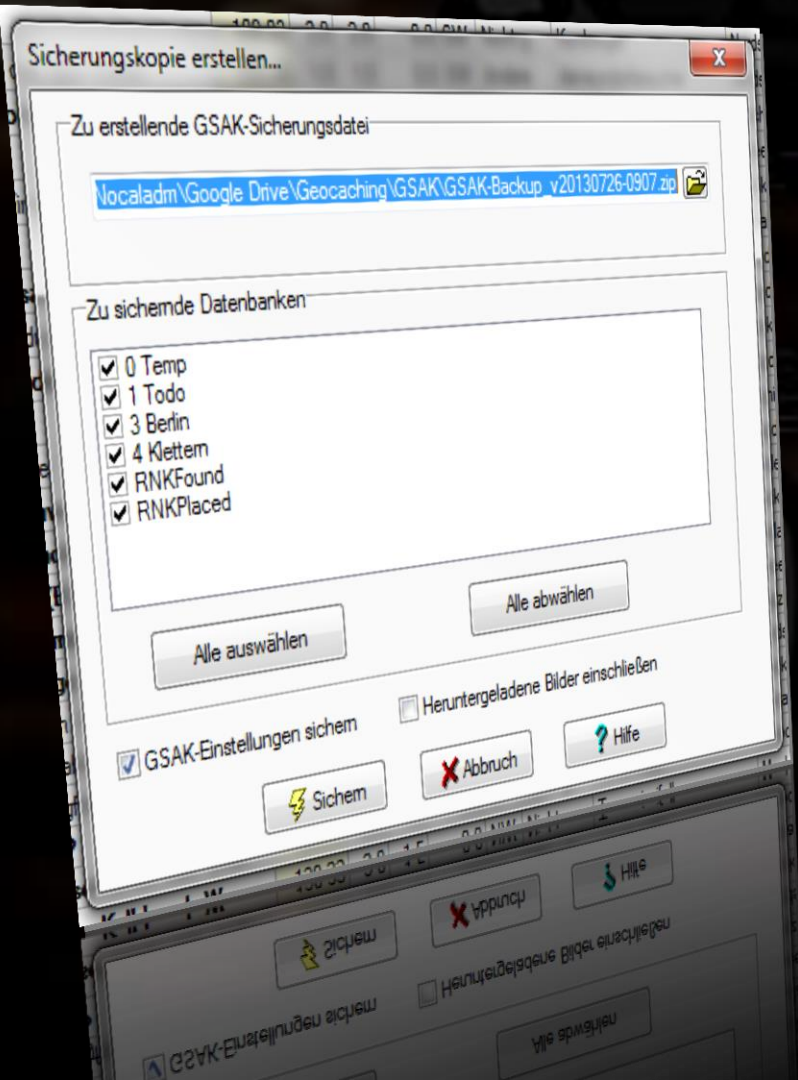 Sicherungskopie erstellen...
Zu erstellende GSAK-Sicherungsdatei
\localadm\Google Drive\Geocaching\GSAK\GSAK-Backup_v20130726-0907.zip
Zu sichernde Datenbanken
0 Temp
1 Todo
3 Berlin
4 Klettern
RNKFound
RNKPlaced
Alle auswählen
Alle abwählen
GSAK-Einstellungen sichern
Heruntergeladene Bilder einschließen
Sichern
Abbruch
Hilfe